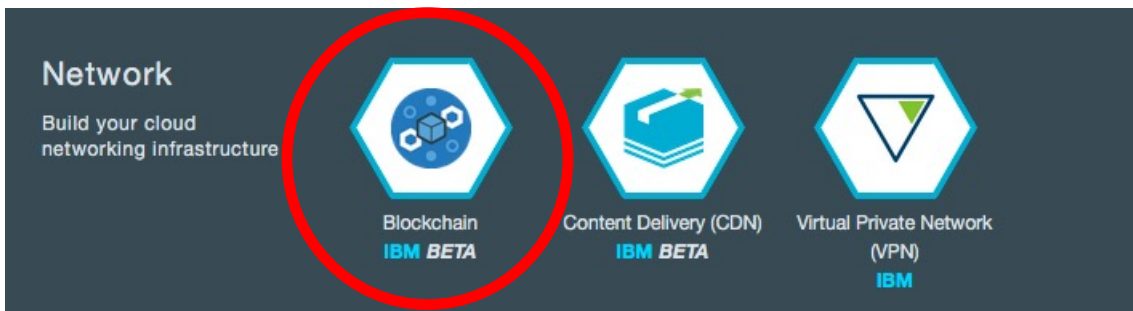 Network
Build your cloud
networking infrastructure
Blockchain
IBM BETA
Content Delivery (CDN)
IBM BETA
Virtual Private Network
(VPN)
IBM